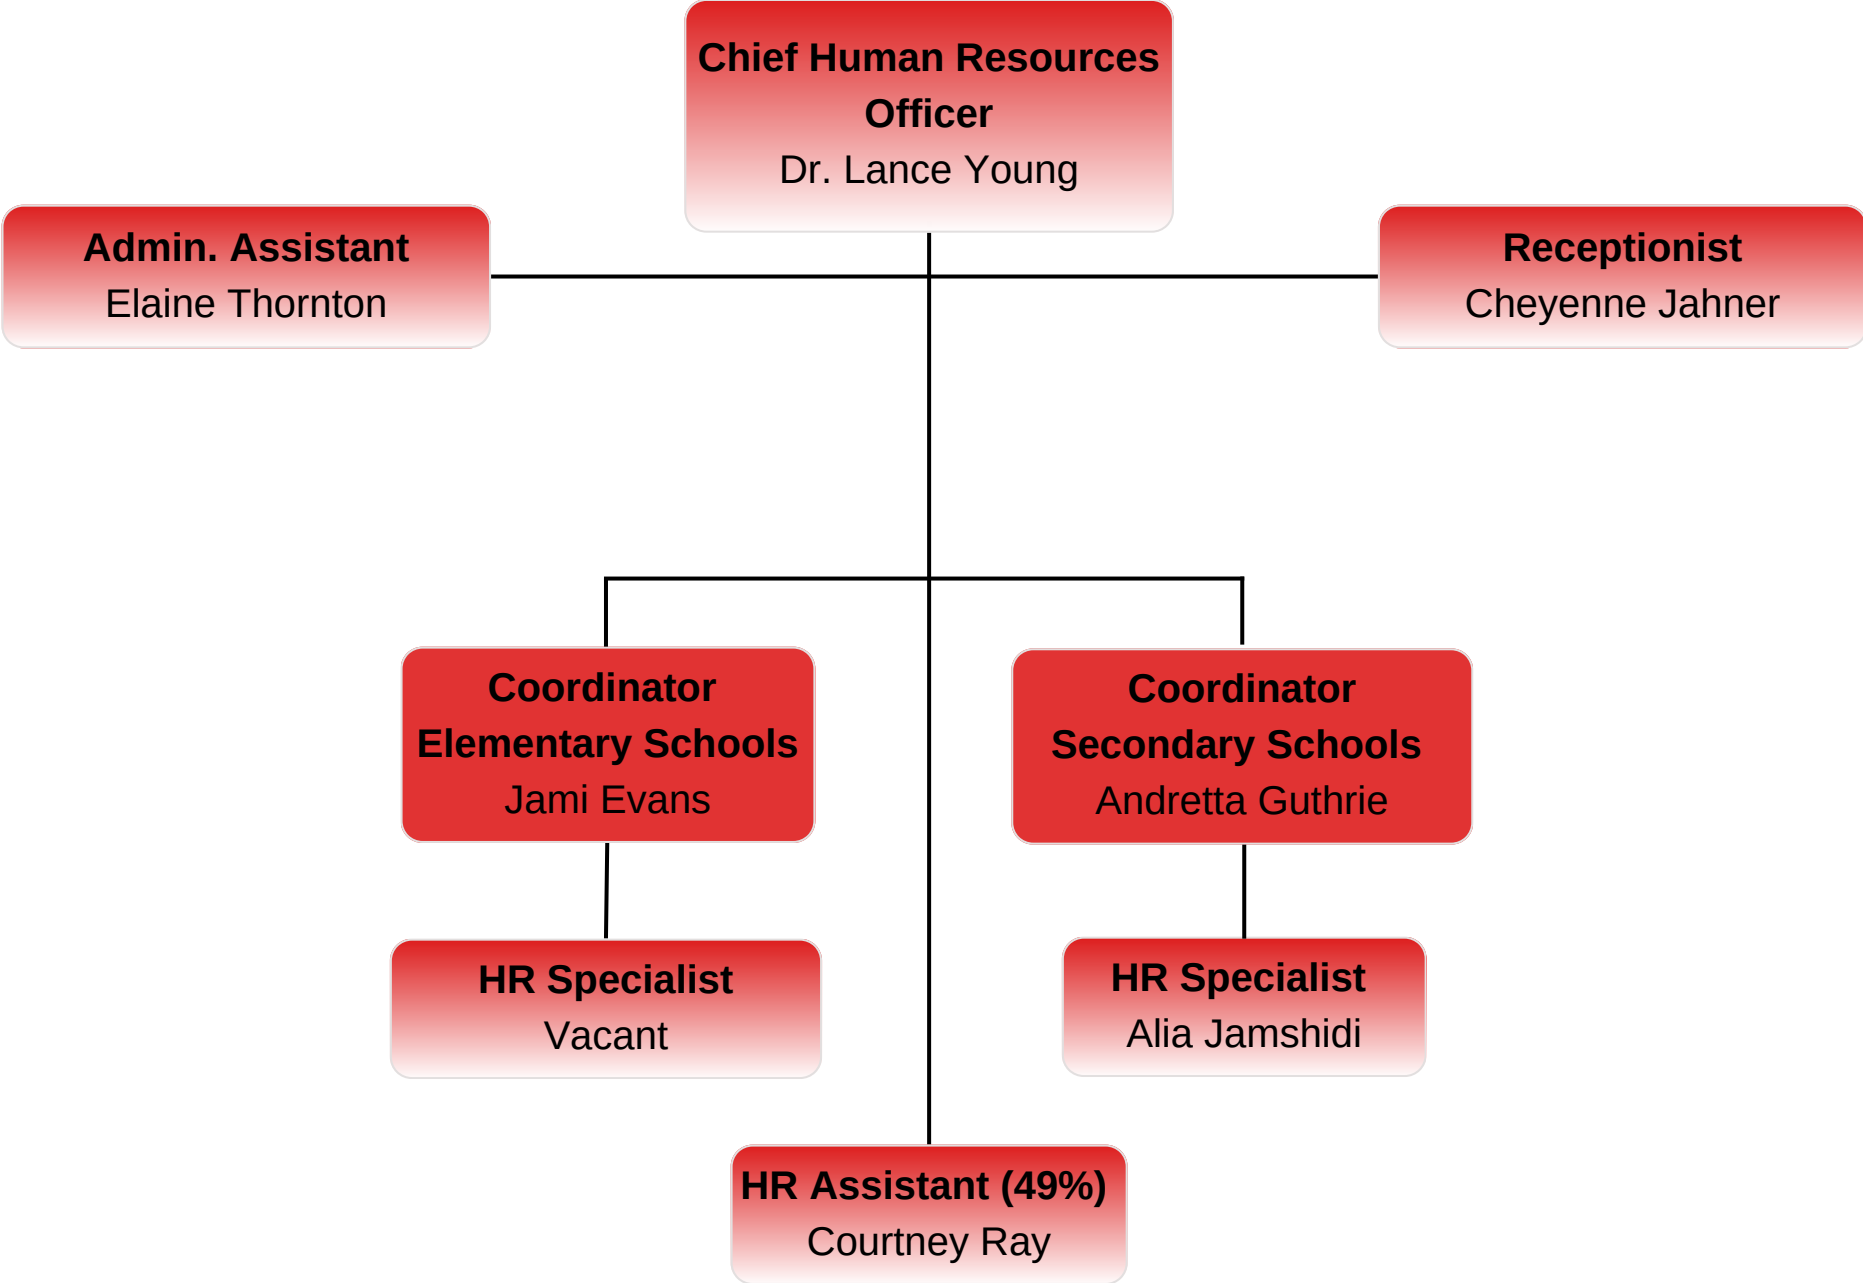 Chief Human Resources
Officer
Dr. Lance Young
Admin. Assistant
Elaine Thornton
Receptionist
Cheyenne Jahner
Coordinator
Elementary Schools
Jami Evans
Coordinator
Secondary Schools
Andretta Guthrie
HR Specialist
Vacant
HR Specialist
Alia Jamshidi
HR Assistant (49%)
Courtney Ray